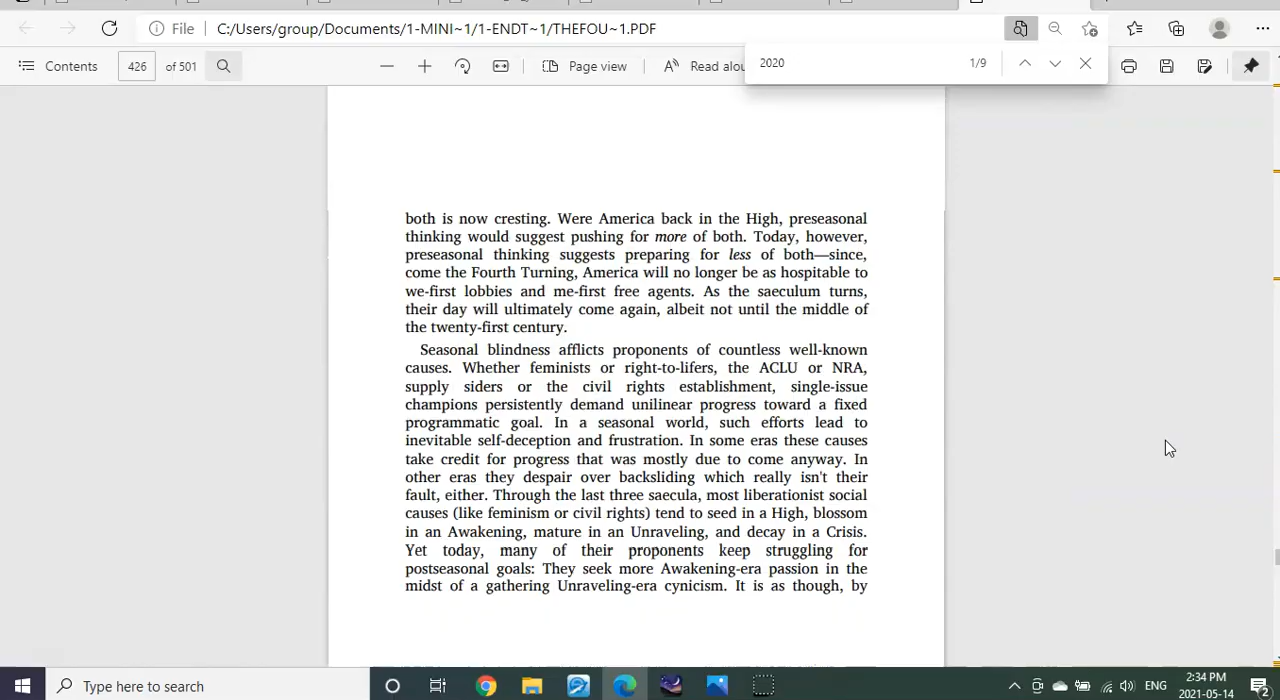 File
C:/Users/group/Documents/1-MINI~1/1-ENDT~1/THEFOU~1.PDF
Contents
426
of 501
Page view
Read alou
2020
1/9
both is now cresting. Were America back in the High, preseasonal
thinking would suggest pushing for more of both. Today, however,
preseasonal thinking suggests preparing for less of both—since,
come the Fourth Turning, America will no longer be as hospitable to
we-first lobbies and me-first free agents. As the saeculum turns,
their day will ultimately come again, albeit not until the middle of
the twenty-first century.
Seasonal blindness afflicts proponents of countless well-known
causes. Whether feminists or right-to-lifers, the ACLU or NRA,
supply siders or the civil rights establishment, single-issue
champions persistently demand unilinear progress toward a fixed
programmatic goal. In a seasonal world, such efforts lead to
inevitable self-deception and frustration. In some eras these causes
take credit for progress that was mostly due to come anyway. In
other eras they despair over backsliding which really isn't their
fault, either. Through the last three saecula, most liberationist social
causes (like feminism or civil rights) tend to seed in a High, blossom
in an Awakening, mature in an Unraveling, and decay in a Crisis.
Yet today, many of their proponents keep struggling for
postseasonal goals: They seek more Awakening-era passion in the
midst of a gathering Unraveling-era cynicism. It is as though, by
Type here to search
ENG
2:34 PM
2021-05-14
2